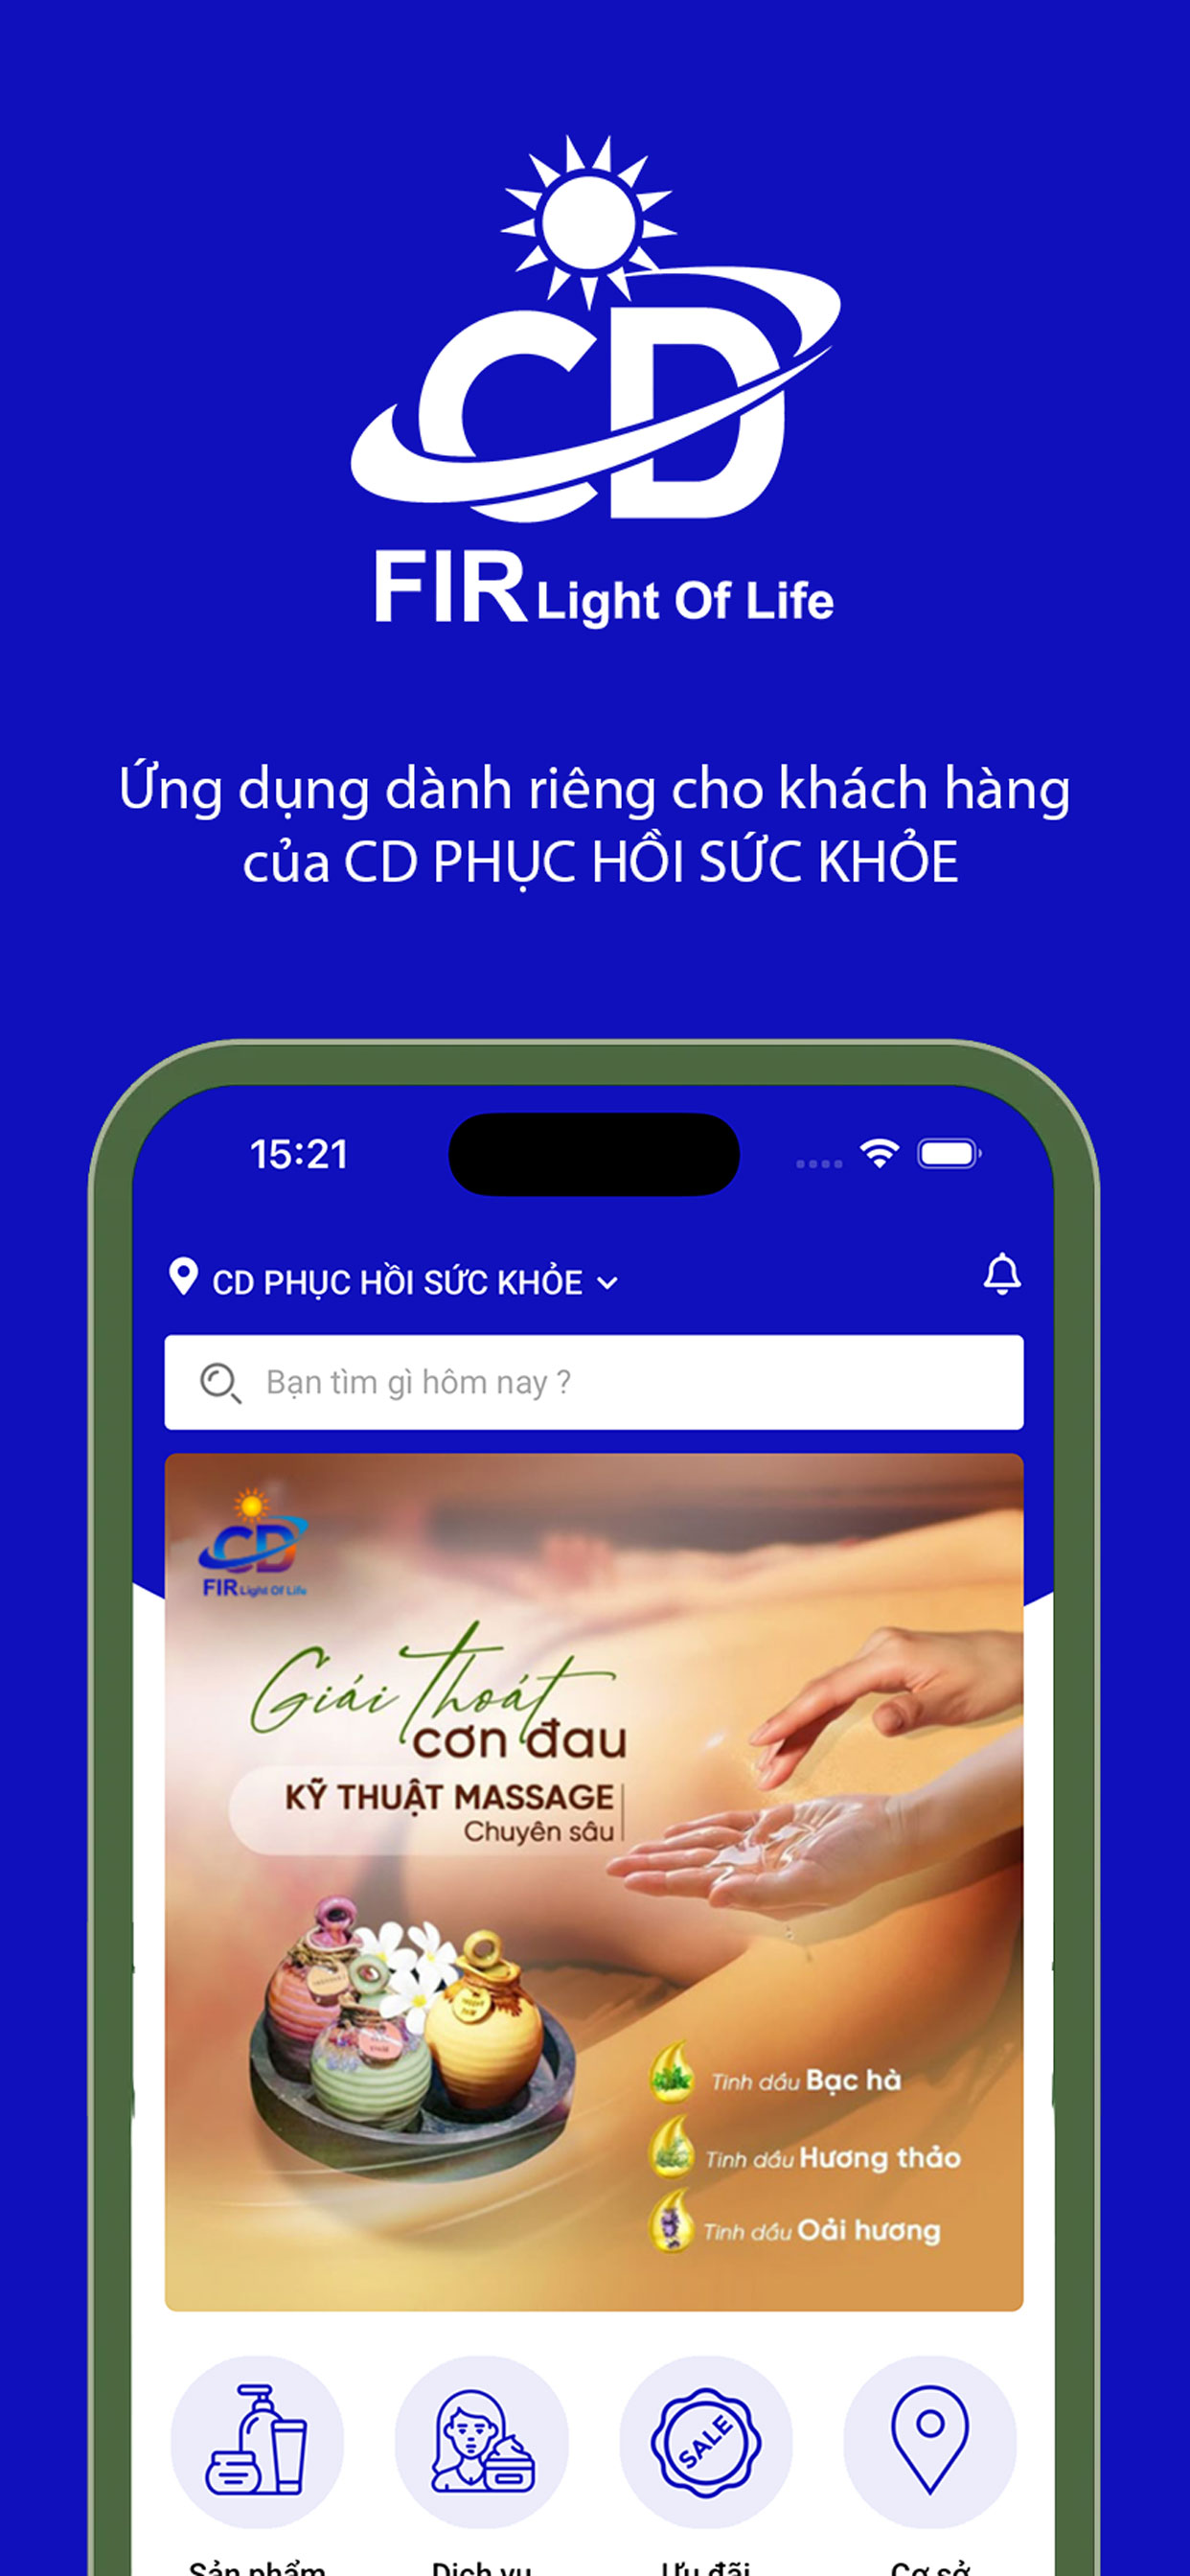 CD
FIR Light Of Life
Ứng dụng dành riêng cho khách hàng
của CD PHỤC HỒI SỨC KHỎE
15:21
CD PHỤC HỒI SỨC KHỎE
Bạn tìm gì hôm nay ?
CD
FIR Light Of Life
Giải thoát
cơn đau
KỸ THUẬT MASSAGE
Chuyên sâu
Tinh dầu Bạc hà
Tinh dầu Hương thảo
Tinh dầu Oải hương
SALE
Sản phẩm Dịch vụ Ưu đãi Cơ sở